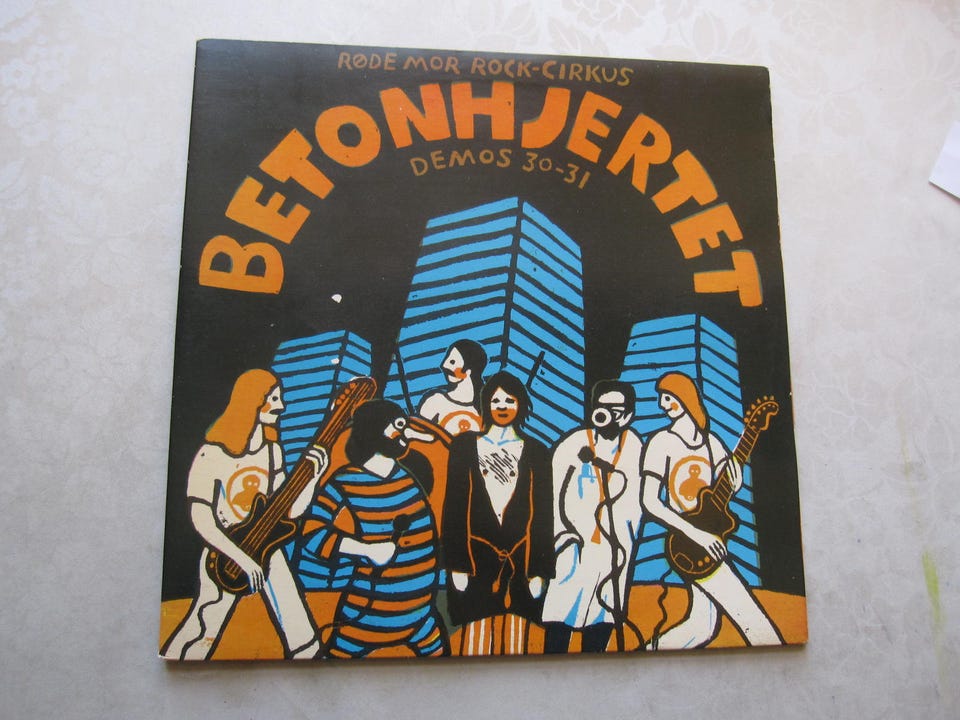 RØDE MOR ROCK-CIRKUS
BETONHJERTET
DEMOS 30-31